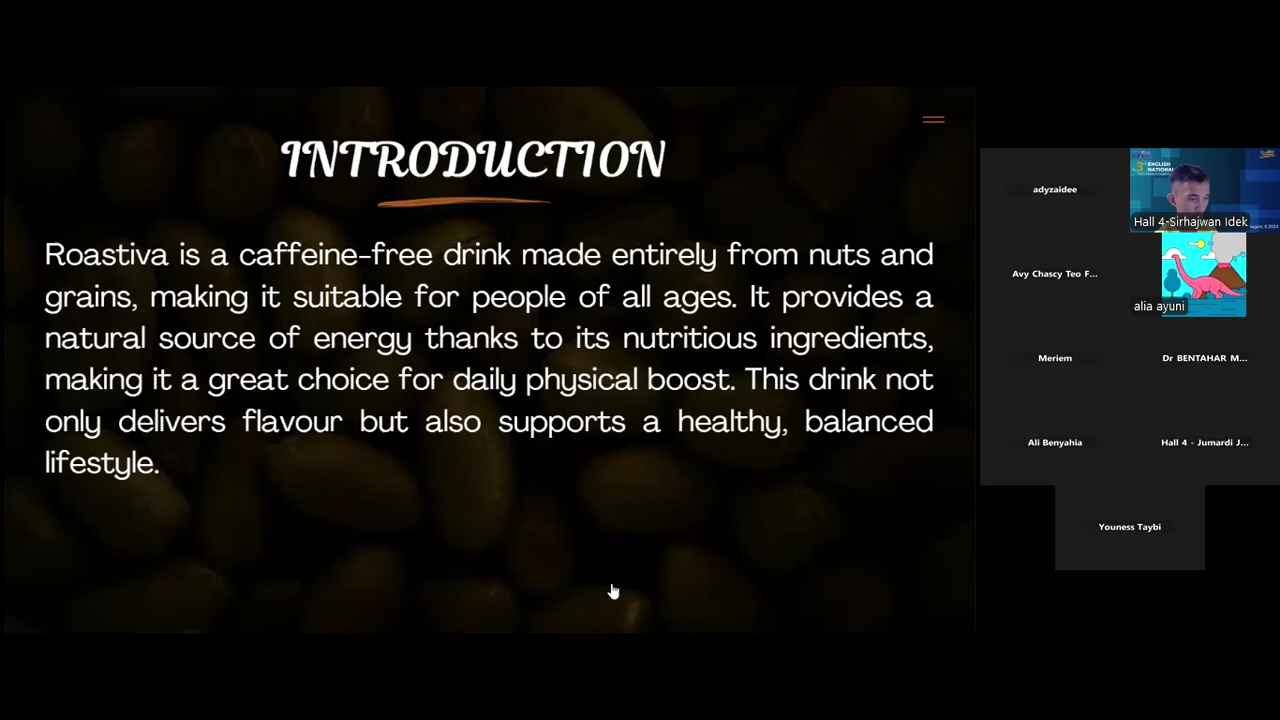 INTRODUCTION
Roastiva is a caffeine-free drink made entirely from nuts and
grains, making it suitable for people of all ages. It provides a
natural source of energy thanks to its nutritious ingredients,
making it a great choice for daily physical boost. This drink not
only delivers flavour but also supports a healthy, balanced
lifestyle.
adyzaidee
ENGLISH
NATIONAL
Hall 4-Sirhajwan Idek
Avy Chascy Teo F...
alia ayuni
Meriem
Dr BENTAHAR M...
Ali Benyahia
Hall 4 - Jumardi J...
Youness Taybi